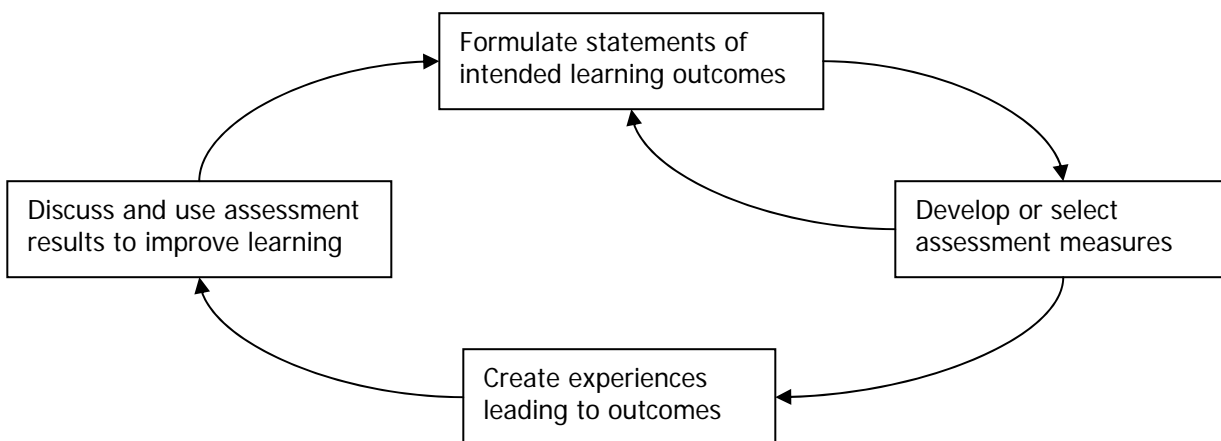 Formulate statements of
intended learning outcomes
Discuss and use assessment
results to improve learning
Develop or select
assessment measures
Create experiences
leading to outcomes